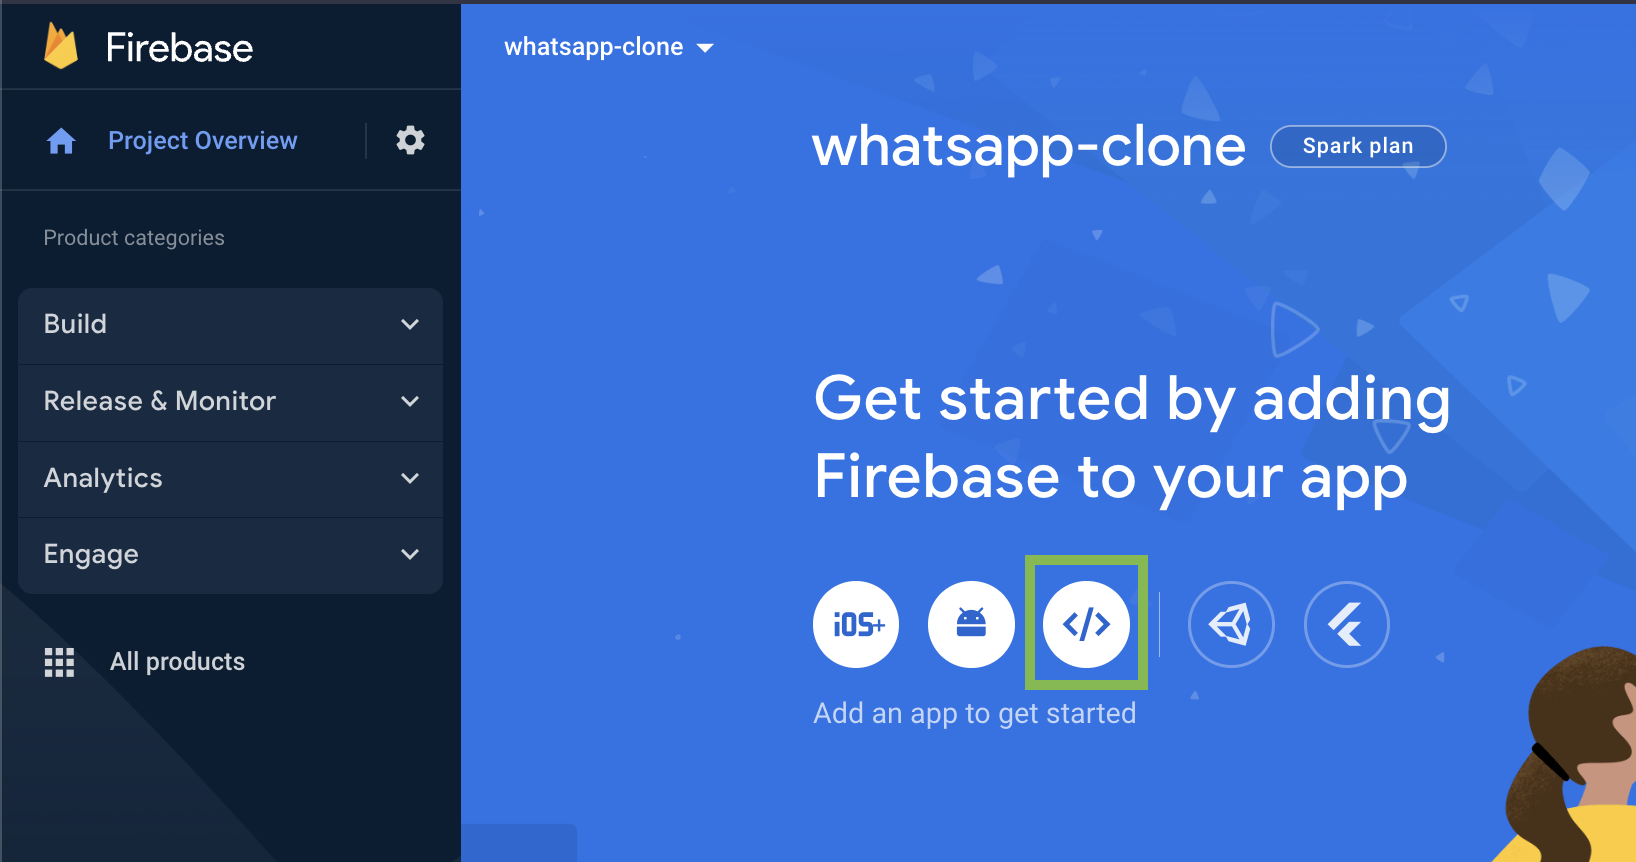 Firebase
whatsapp-clone
Project Overview
whatsapp-clone
Spark plan
Product categories
Build
Release & Monitor
Analytics
Engage
All products
Get started by adding
Firebase to your app
iOS+
</>
Add an app to get started